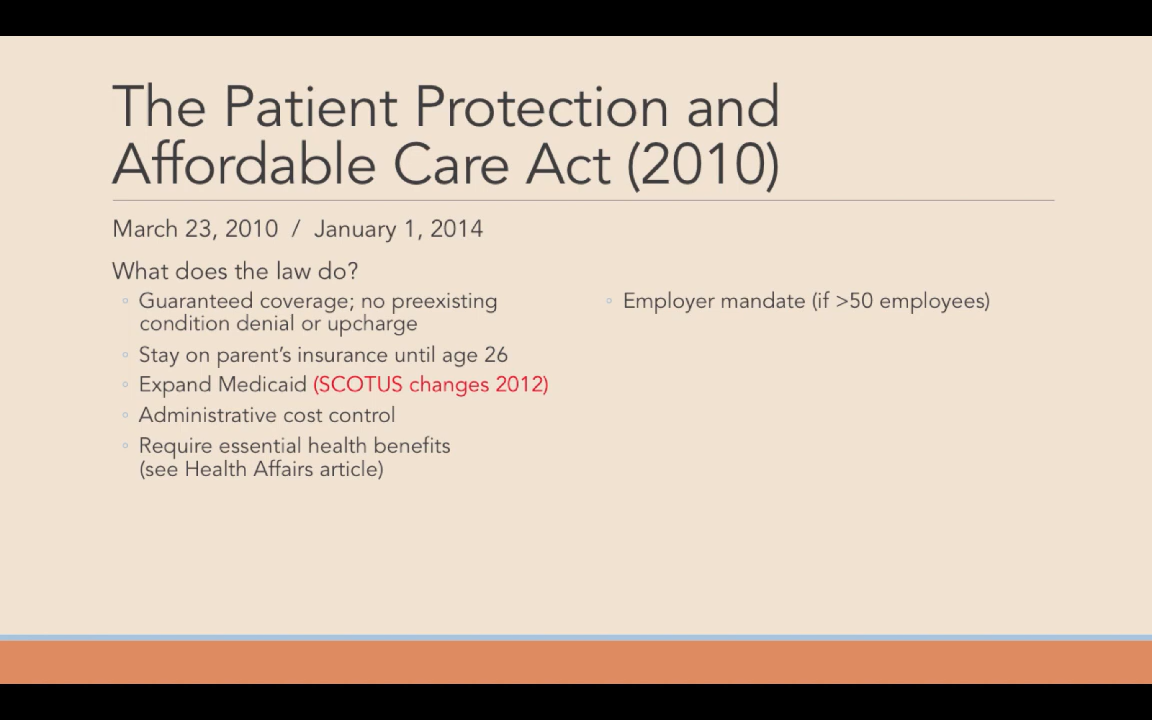 The Patient Protection and
Affordable Care Act (2010)
March 23, 2010 / January 1, 2014
What does the law do?
◦ Guaranteed coverage; no preexisting
condition denial or upcharge
◦ Stay on parent’s insurance until age 26
◦ Expand Medicaid (SCOTUS changes 2012)
◦ Administrative cost control
◦ Require essential health benefits
(see Health Affairs article)
◦ Employer mandate (if >50 employees)